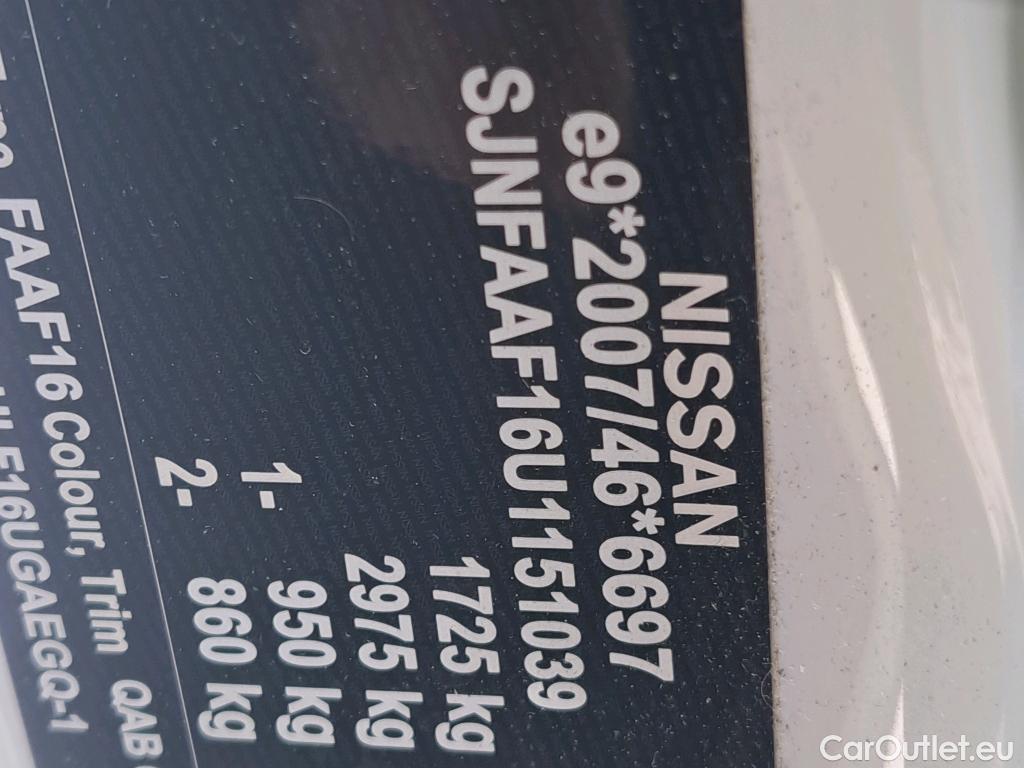 NISSAN
e9*2007/46*6697
SJNFAAF16U1151039
1725 kg
2975 kg
1- 950 kg
2- 860 kg
FAAF16 Colour, Trim QAB
F16UGAEGQ-1
CarOutlet.eu